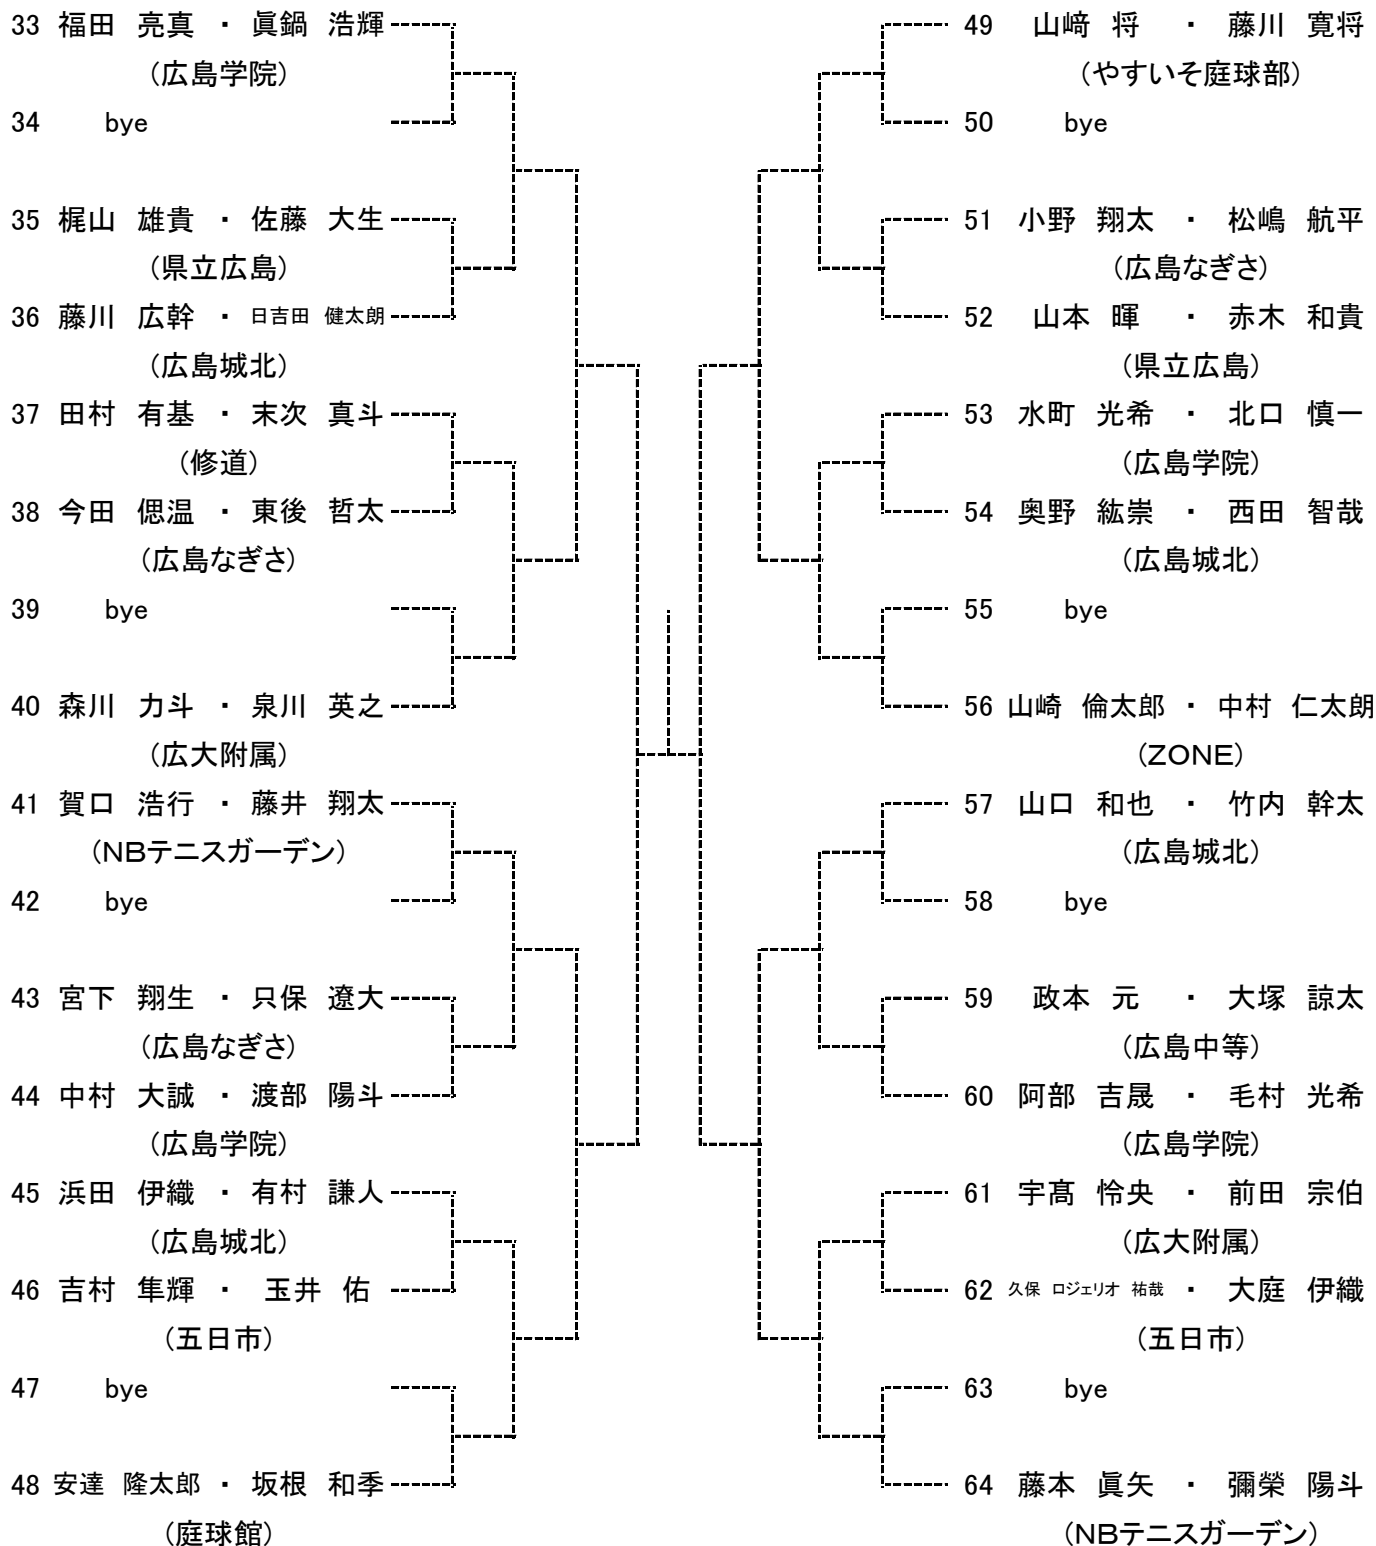 33 福田 亮真 ・ 眞鍋 浩輝
(広島学院)
34 bye
35 梶山 雄貴 ・ 佐藤 大生
(県立広島)
36 藤川 広幹 ・ 日吉田 健太朗
(広島城北)
37 田村 有基 ・ 末次 真斗
(修道)
38 今田 偲温 ・ 東後 哲太
(広島なぎさ)
39 bye
40 森川 力斗 ・ 泉川 英之
(広大附属)
41 賀口 浩行 ・ 藤井 翔太
(NBテニスガーデン)
42 bye
43 宮下 翔生 ・ 只保 遼大
(広島なぎさ)
44 中村 大誠 ・ 渡部 陽斗
(広島学院)
45 浜田 伊織 ・ 有村 謙人
(広島城北)
46 吉村 隼輝 ・ 玉井 佑
(五日市)
47 bye
48 安達 隆太郎 ・ 坂根 和季
(庭球館)
49 山﨑 将 ・ 藤川 寛将
(やすいそ庭球部)
50 bye
51 小野 翔太 ・ 松嶋 航平
(広島なぎさ)
52 山本 暉 ・ 赤木 和貴
(県立広島)
53 水町 光希 ・ 北口 慎一
(広島学院)
54 奥野 紘崇 ・ 西田 智哉
(広島城北)
55 bye
56 山崎 倫太郎 ・ 中村 仁太朗
(ZONE)
57 山口 和也 ・ 竹内 幹太
(広島城北)
58 bye
59 政本 元 ・ 大塚 諒太
(広島中等)
60 阿部 吉晟 ・ 毛村 光希
(広島学院)
61 宇髙 怜央 ・ 前田 宗伯
(広大附属)
62 久保 ロジェリオ 祐哉 ・ 大庭 伊織
(五日市)
63 bye
64 藤本 眞矢 ・ 彌榮 陽斗
(NBテニスガーデン)